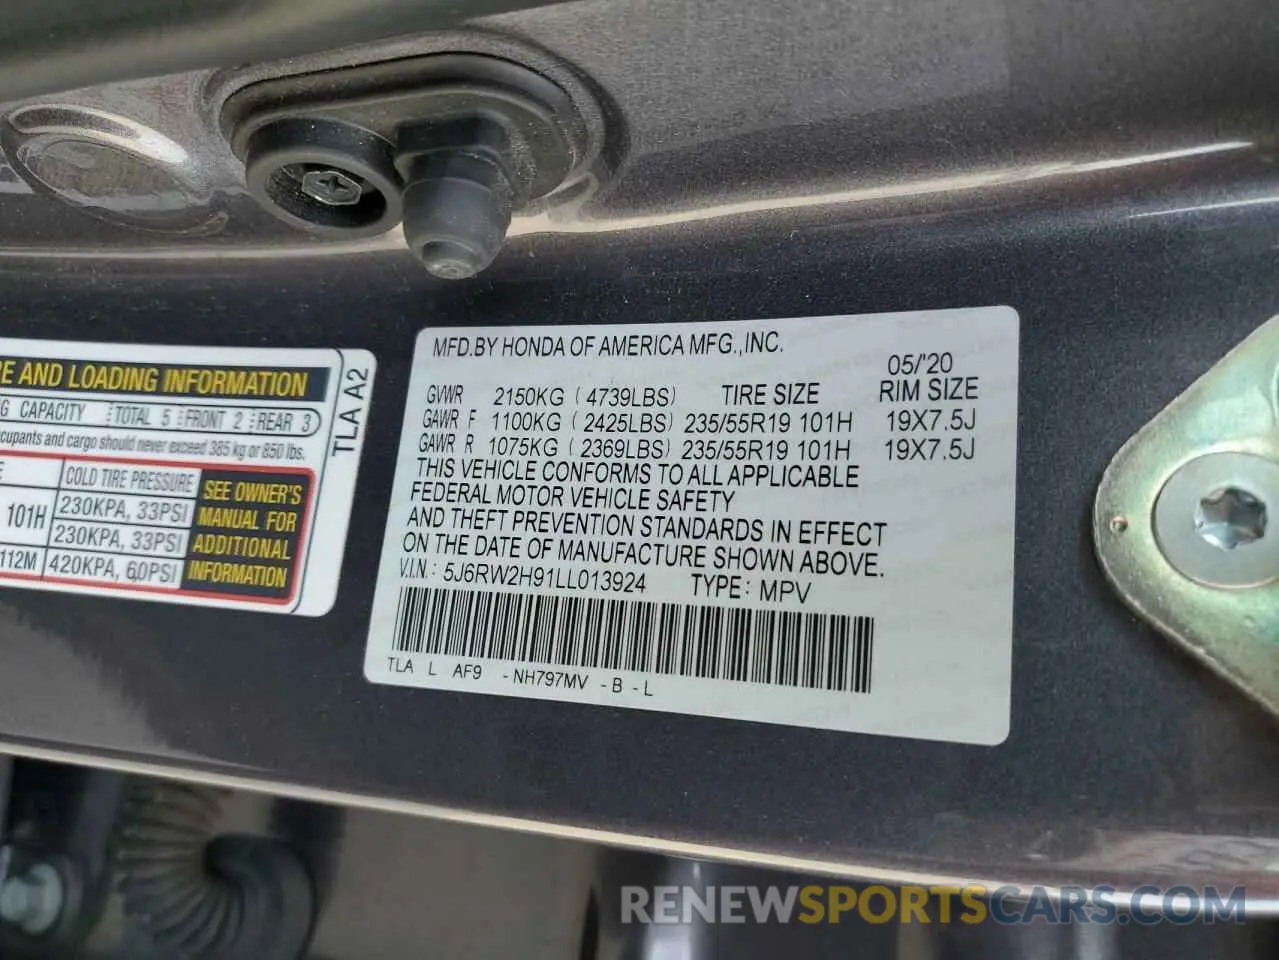 MFD.BY HONDA OF AMERICA MFG.,INC.
05/'20
GVWR 2150KG (4739LBS) TIRE SIZE RIM SIZE
GAWR F 1100KG (2425LBS) 235/55R19 101H 19X7.5J
GAWR R 1075KG (2369LBS) 235/55R19 101H 19X7.5J
THIS VEHICLE CONFORMS TO ALL APPLICABLE
FEDERAL MOTOR VEHICLE SAFETY
AND THEFT PREVENTION STANDARDS IN EFFECT
ON THE DATE OF MANUFACTURE SHOWN ABOVE.
V.I.N.: 5J6RW2H91LL013924 TYPE: MPV
TLA L AF9 -NH797MV -B-L
AND LOADING INFORMATION
CAPACITY TOTAL 5 FRONT 2 REAR 3
and cargo should never exceed 385 kg or 850 lbs.
COLD TIRE PRESSURE
101H 230KPA, 33PSI
230KPA, 33PSI
112M 420KPA, 60PSI
SEE OWNER'S
MANUAL FOR
ADDITIONAL
INFORMATION
TLA A2
RENEWSPORTSCARS.COM